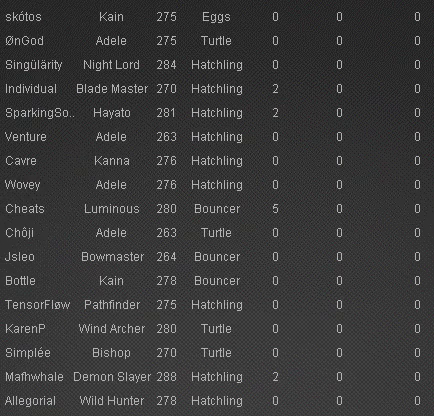 skótos Kain 275 Eggs 0 0 0
ØnGod Adele 275 Turtle 0 0 0
Singülärity Night Lord 284 Hatchling 0 0 0
Individual Blade Master 270 Hatchling 2 0 0
SparkingSo.. Hayato 281 Hatchling 2 0 0
Venture Adele 263 Hatchling 0 0 0
Cavre Kanna 276 Hatchling 0 0 0
Wovey Adele 276 Hatchling 0 0 0
Cheats Luminous 280 Bouncer 5 0 0
Chôji Adele 263 Turtle 0 0 0
Jsleo Bowmaster 264 Bouncer 0 0 0
Bottle Kain 278 Bouncer 0 0 0
TensorFløw Pathfinder 275 Hatchling 0 0 0
KarenP Wind Archer 280 Turtle 0 0 0
Simplée Bishop 270 Turtle 0 0 0
Mafhwhale Demon Slayer 288 Hatchling 2 0 0
Allegorial Wild Hunter 278 Hatchling 0 0 0